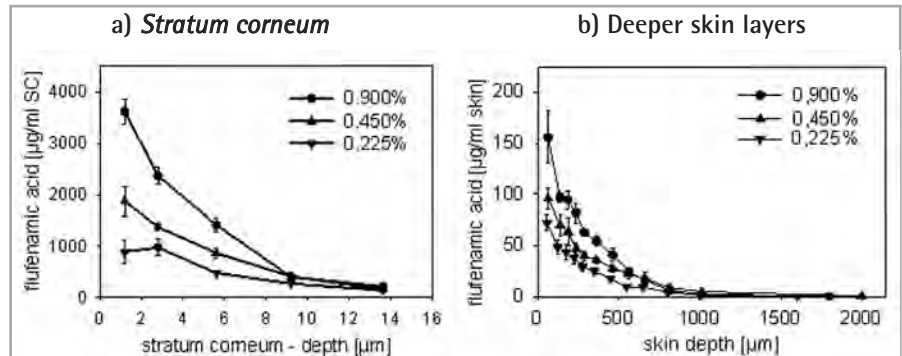 a) Stratum corneum
flufenamic acid [µg/ml SC]
4000
3000
2000
1000
0
0.900%
0,450%
0,225%
0 2 4 6 8 10 12 14 16
stratum corneum - depth [µm]
b) Deeper skin layers
flufenamic acid [µg/ml skin]
200
150
100
50
0
0,900%
0,450%
0,225%
0 500 1000 1500 2000
skin depth [µm]